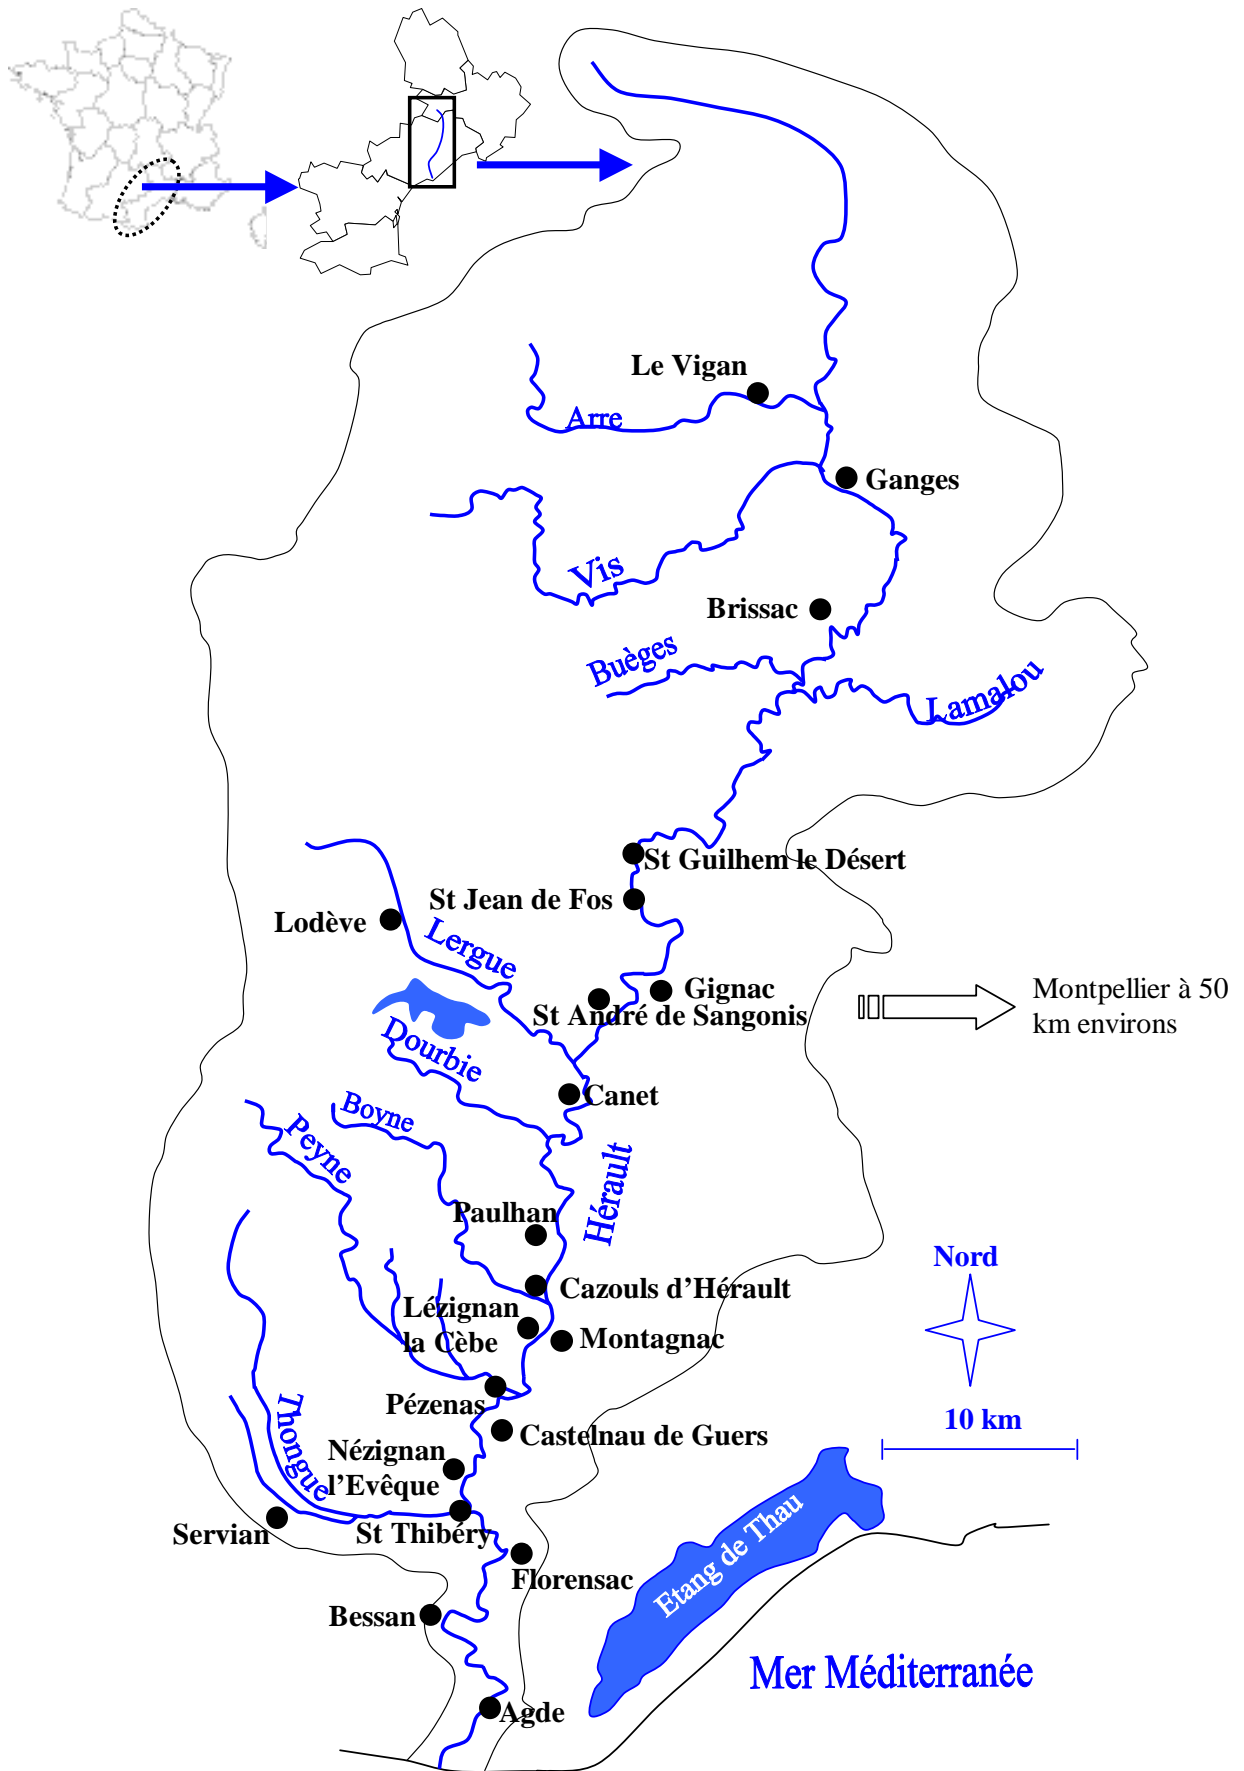 Le Vigan
Arre
Ganges
Vis
Brissac
Buèges
Lamalou
St Guilhem le Désert
St Jean de Fos
Lodève
Lergue
Gignac
St André de Sangonis
Montpellier à 50
km environs
Dourbie
Canet
Boyne
Peyne
Hérault
Paulhan
Nord
Cazouls d'Hérault
Lézignan
la Cèbe
Montagnac
Pézenas
10 km
Thongue
Castelnau de Guers
Nézignan
l'Evêque
Servian
St Thibéry
Etang de Thau
Florensac
Bessan
Mer Méditerranée
Agde